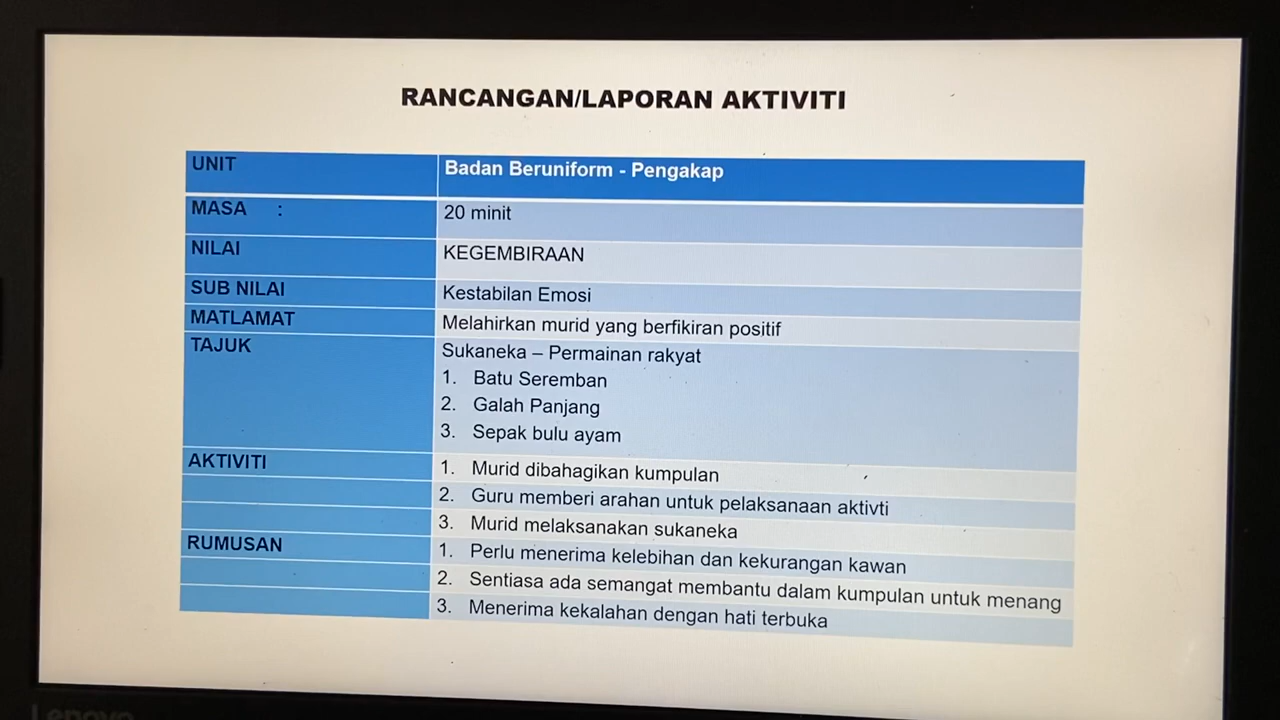 RANCANGAN/LAPORAN AKTIVITI
UNIT Badan Beruniform - Pengakap
MASA : 20 minit
NILAI KEGEMBIRAAN
SUB NILAI Kestabilan Emosi
MATLAMAT Melahirkan murid yang berfikiran positif
TAJUK Sukaneka – Permainan rakyat
1. Batu Seremban
2. Galah Panjang
3. Sepak bulu ayam
AKTIVITI 1. Murid dibahagikan kumpulan
2. Guru memberi arahan untuk pelaksanaan aktivti
3. Murid melaksanakan sukaneka
RUMUSAN 1. Perlu menerima kelebihan dan kekurangan kawan
2. Sentiasa ada semangat membantu dalam kumpulan untuk menang
3. Menerima kekalahan dengan hati terbuka
Lenovo